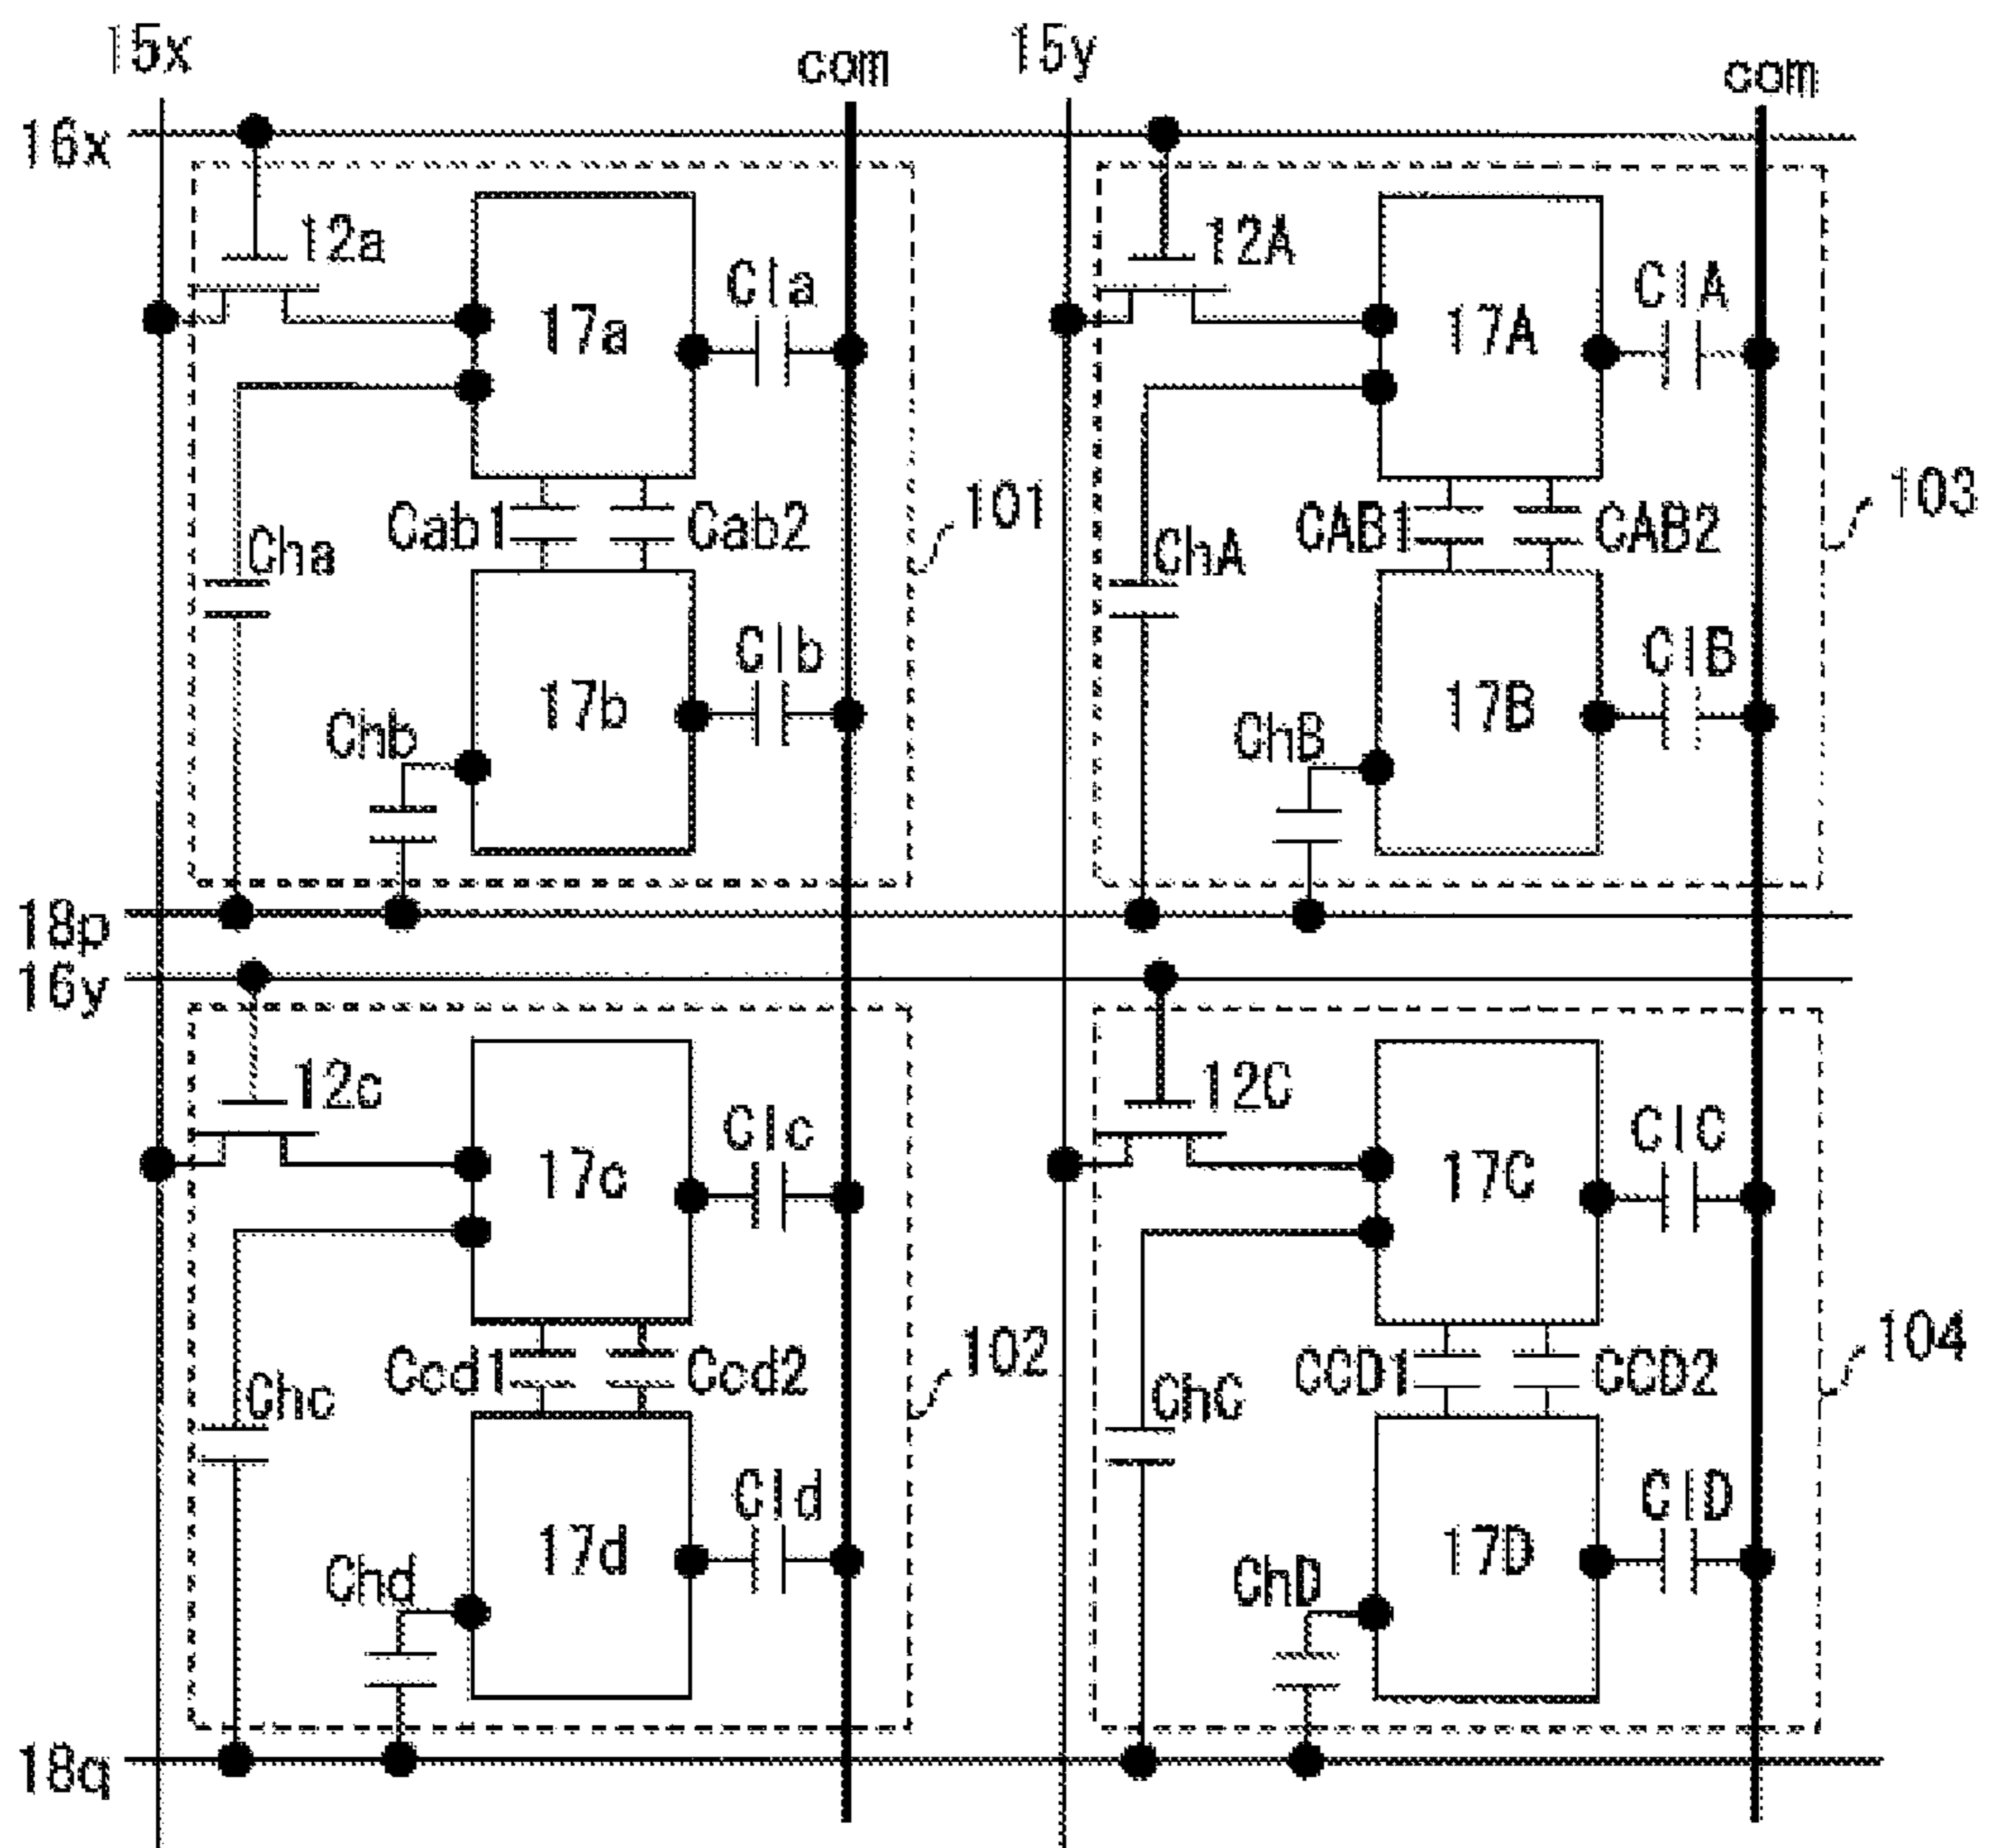 15x com 15y com
16x
12a 12A
Cla ClA
17a 17A
101 103
Cab1 Cab2 CAB1 CAB2
Cha ChA
Clb ClB
17b 17B
Chb ChB
18p
16y
12c 12C
Clc ClC
17c 17C
102 104
Ccd1 Ccd2 CCD1 CCD2
Chc ChC
Cld ClD
17d 17D
Chd ChD
18q